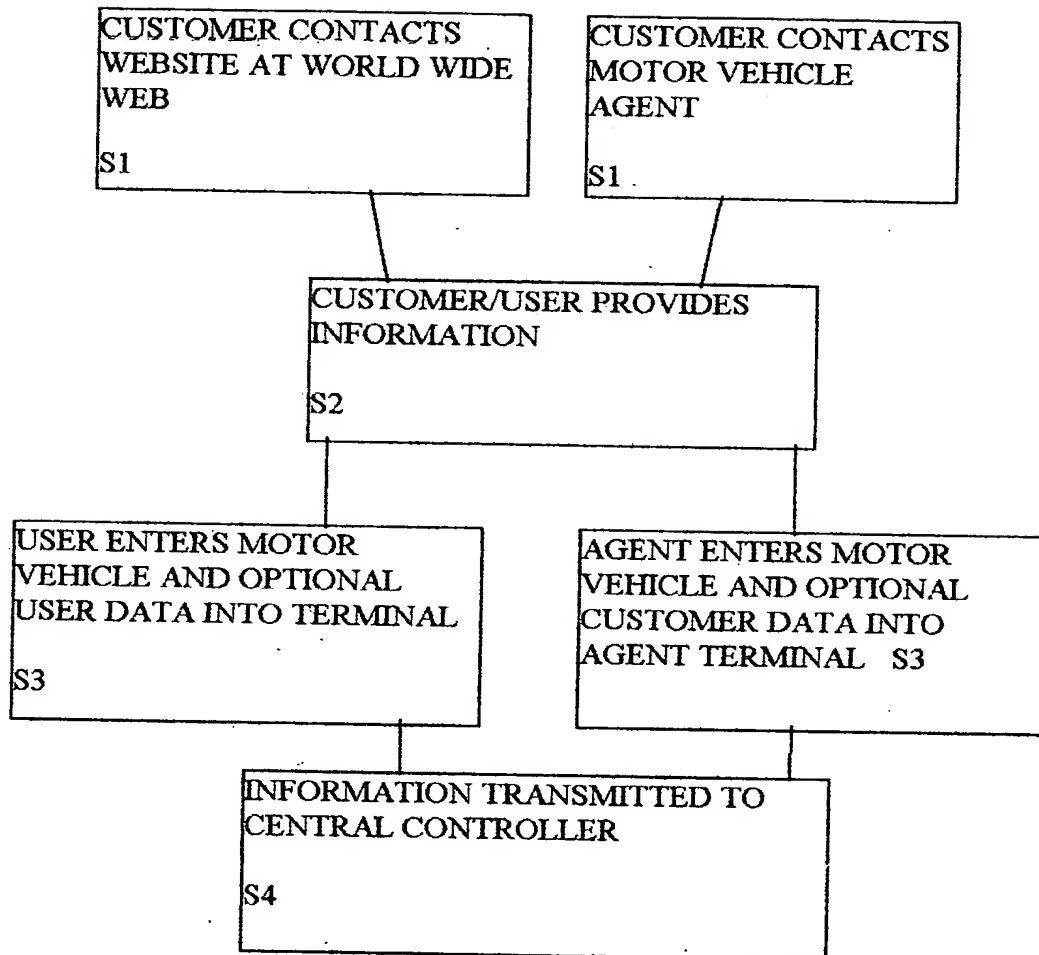 CUSTOMER CONTACTS
WEBSITE AT WORLD WIDE
WEB
S1
CUSTOMER CONTACTS
MOTOR VEHICLE
AGENT
S1
CUSTOMER/USER PROVIDES
INFORMATION
S2
USER ENTERS MOTOR
VEHICLE AND OPTIONAL
USER DATA INTO TERMINAL
S3
AGENT ENTERS MOTOR
VEHICLE AND OPTIONAL
CUSTOMER DATA INTO
AGENT TERMINAL S3
INFORMATION TRANSMITTED TO
CENTRAL CONTROLLER
S4